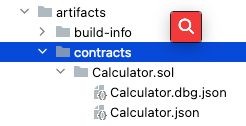 artifacts
build-info
contracts
Calculator.sol
Calculator.dbg.json
Calculator.json